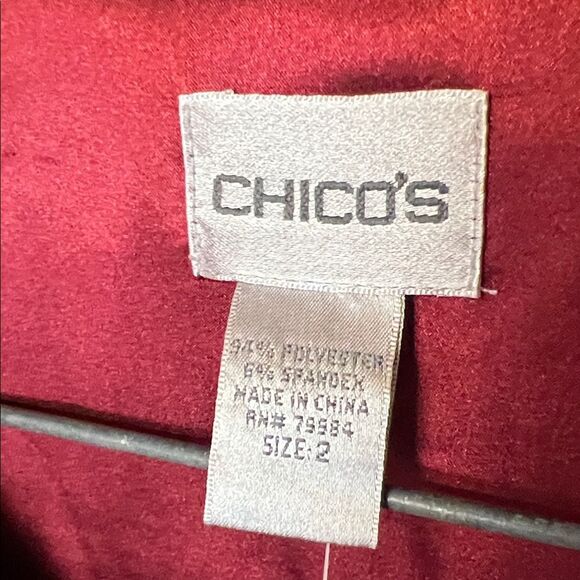 CHICO'S
94% POLYESTER
6% SPANDEX
MADE IN CHINA
RN# 79984
SIZE: 2